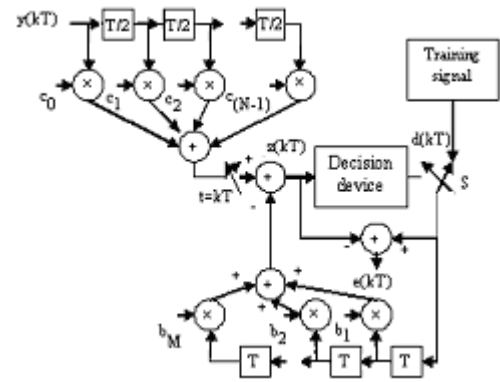 y(kT) T/2 T/2 T/2
× × × ×
c0 c1 c2 c(N-1)
Training
signal
+
z(kT)
d(kT)
+ + Decision
device
t=kT - S
- + +
e(kT)
+ + +
+ +
× × ×
bM b2 b1
T T T